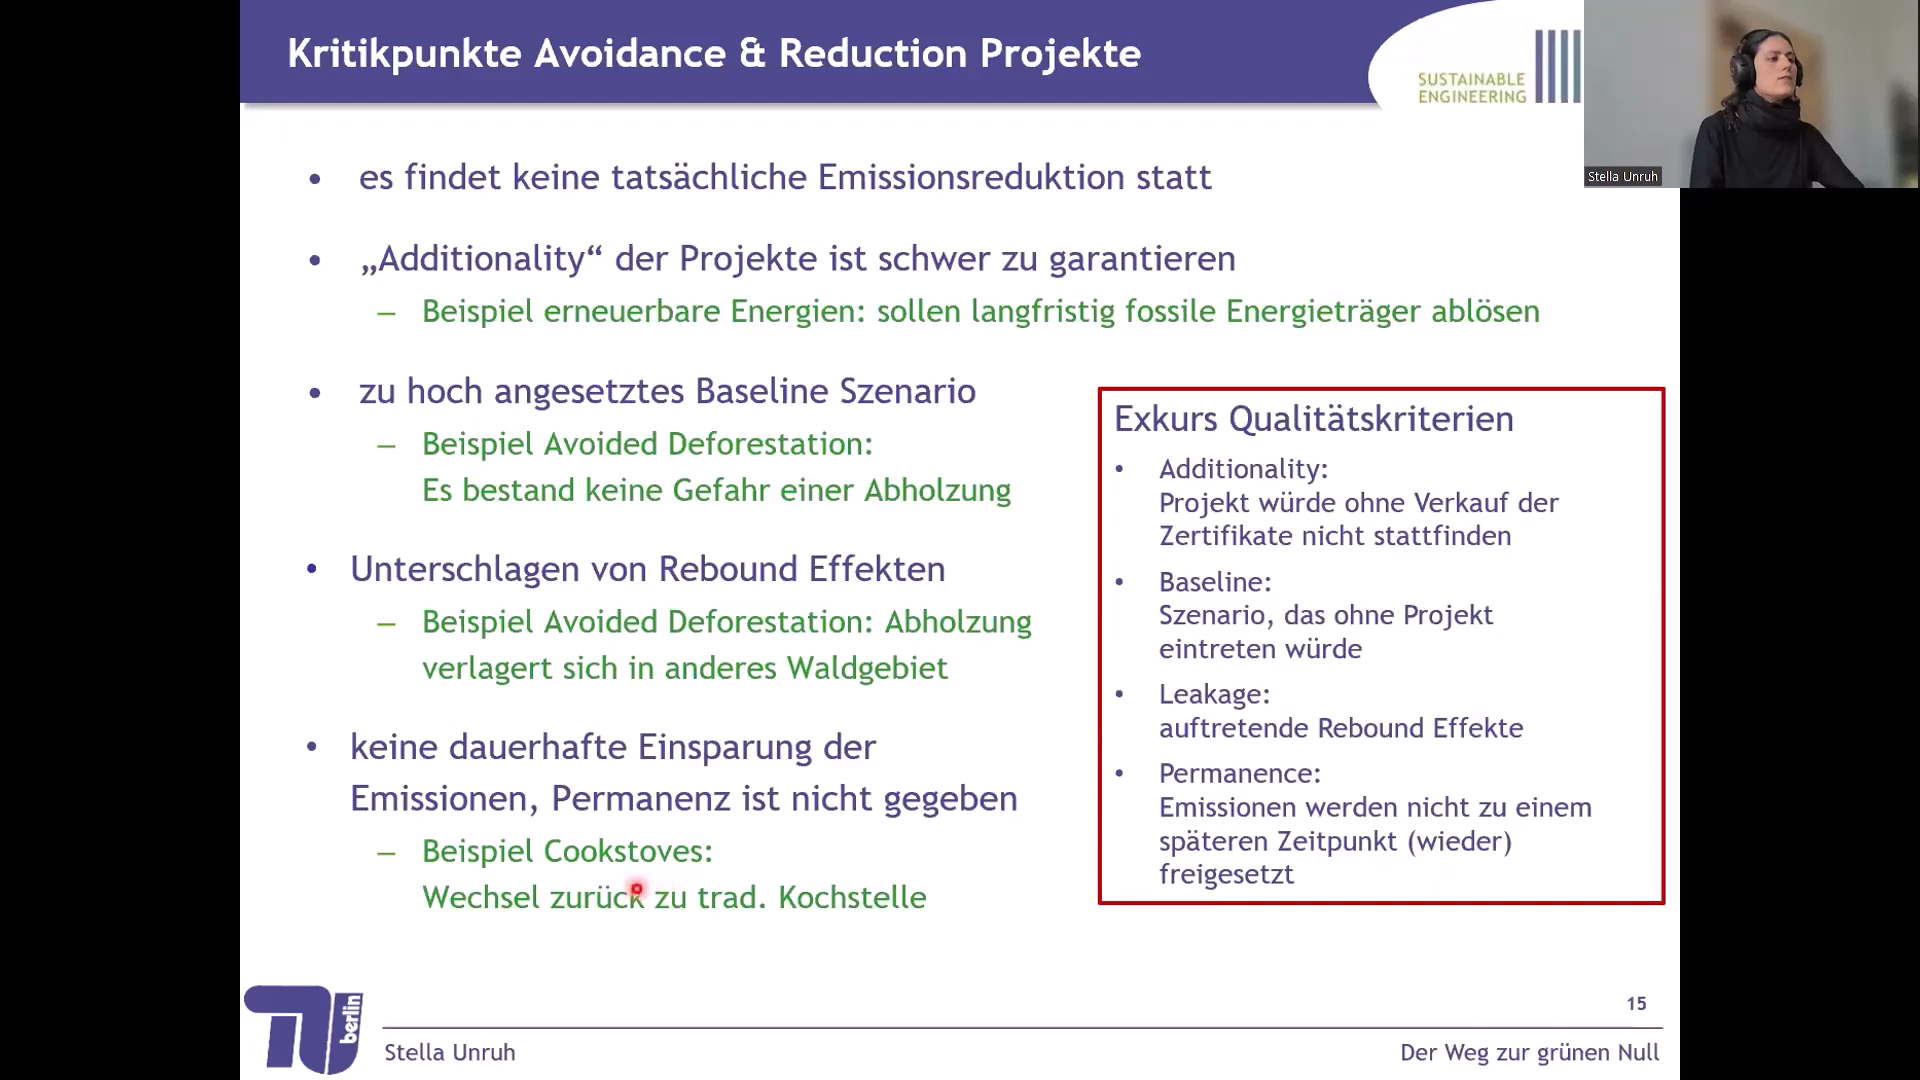 Kritikpunkte Avoidance & Reduction Projekte
SUSTAINABLE
ENGINEERING
Stella Unruh
• es findet keine tatsächliche Emissionsreduktion statt
• „Additionality“ der Projekte ist schwer zu garantieren
– Beispiel erneuerbare Energien: sollen langfristig fossile Energieträger ablösen
• zu hoch angesetztes Baseline Szenario
– Beispiel Avoided Deforestation:
Es bestand keine Gefahr einer Abholzung
• Unterschlagen von Rebound Effekten
– Beispiel Avoided Deforestation: Abholzung
verlagert sich in anderes Waldgebiet
• keine dauerhafte Einsparung der
Emissionen, Permanenz ist nicht gegeben
– Beispiel Cookstoves:
Wechsel zurück zu trad. Kochstelle
Exkurs Qualitätskriterien
• Additionality:
Projekt würde ohne Verkauf der
Zertifikate nicht stattfinden
• Baseline:
Szenario, das ohne Projekt
eintreten würde
• Leakage:
auftretende Rebound Effekte
• Permanence:
Emissionen werden nicht zu einem
späteren Zeitpunkt (wieder)
freigesetzt
berlin
15
Stella Unruh
Der Weg zur grünen Null